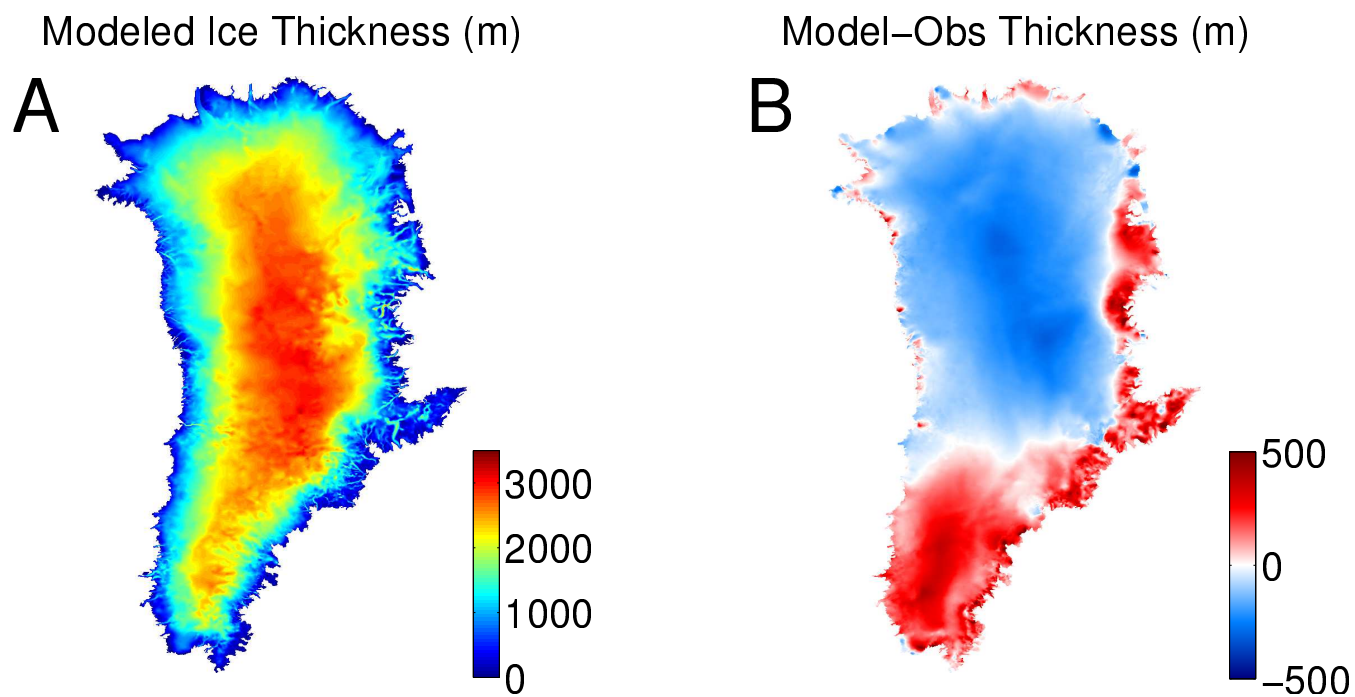 Modeled Ice Thickness (m)
Model–Obs Thickness (m)
A
B
3000
2000
1000
0
500
0
–500